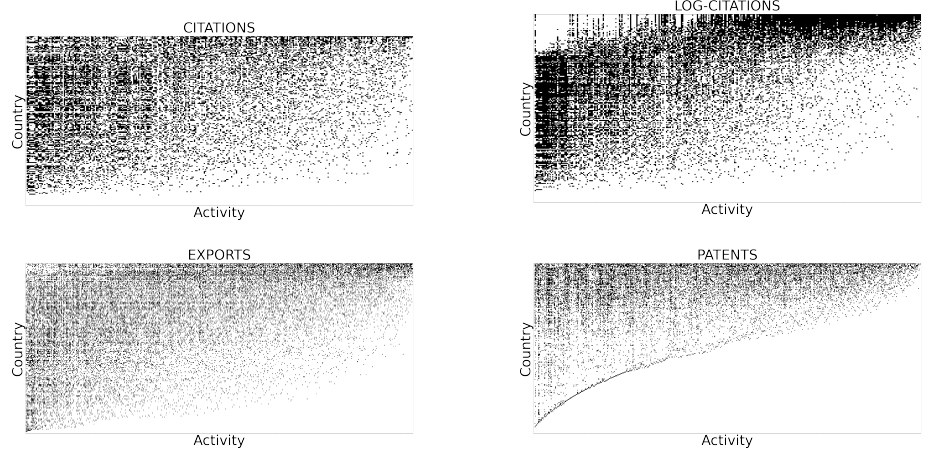 CITATIONS
Country
Activity
LOG-CITATIONS
Country
Activity
EXPORTS
Country
Activity
PATENTS
Country
Activity